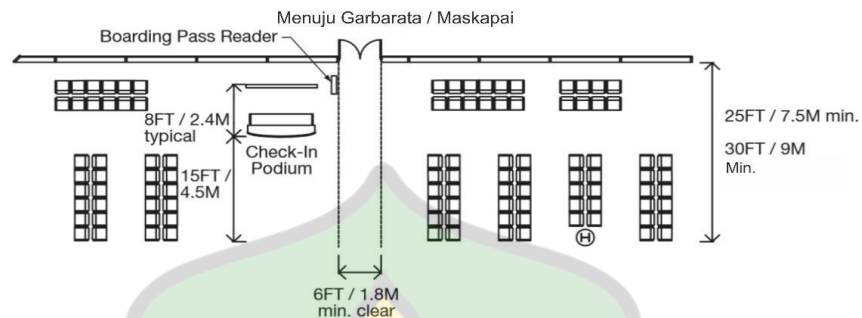 Menuju Garbarata / Maskapai
Boarding Pass Reader
8FT / 2.4M
typical
Check-In
Podium
15FT /
4.5M
25FT / 7.5M min.
30FT / 9M
Min.
H
6FT / 1.8M
min. clear